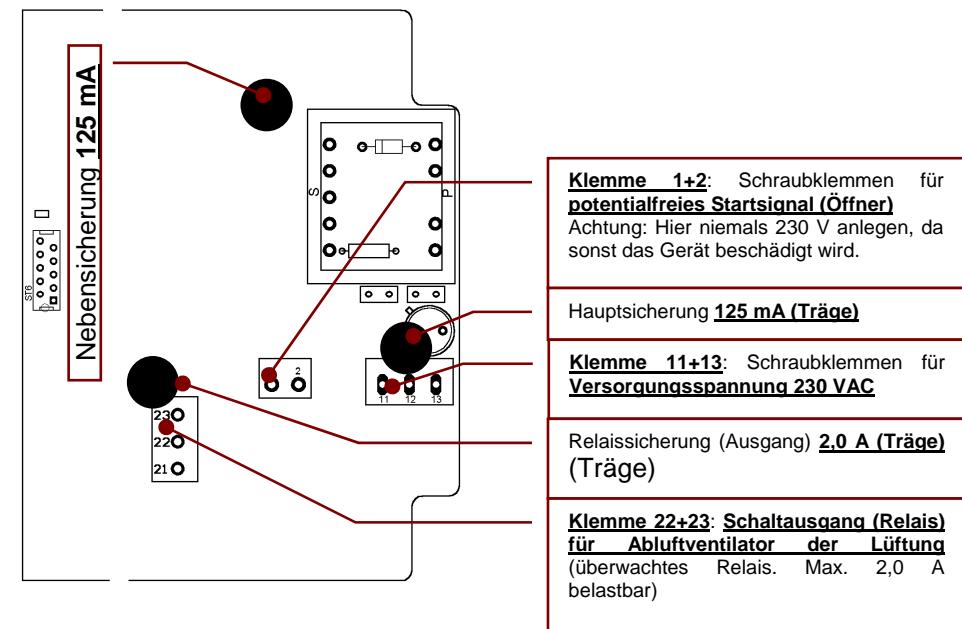 Nebensicherung 125 mA
S
P
ST6
2
11 12 13
23
22
21
Klemme 1+2: Schraubklemmen für
potentialfreies Startsignal (Öffner)
Achtung: Hier niemals 230 V anlegen, da
sonst das Gerät beschädigt wird.
Hauptsicherung 125 mA (Träge)
Klemme 11+13: Schraubklemmen für
Versorgungsspannung 230 VAC
Relaissicherung (Ausgang) 2,0 A (Träge)
(Träge)
Klemme 22+23: Schaltausgang (Relais)
für Abluftventilator der Lüftung
(überwachtes Relais. Max. 2,0 A
belastbar)